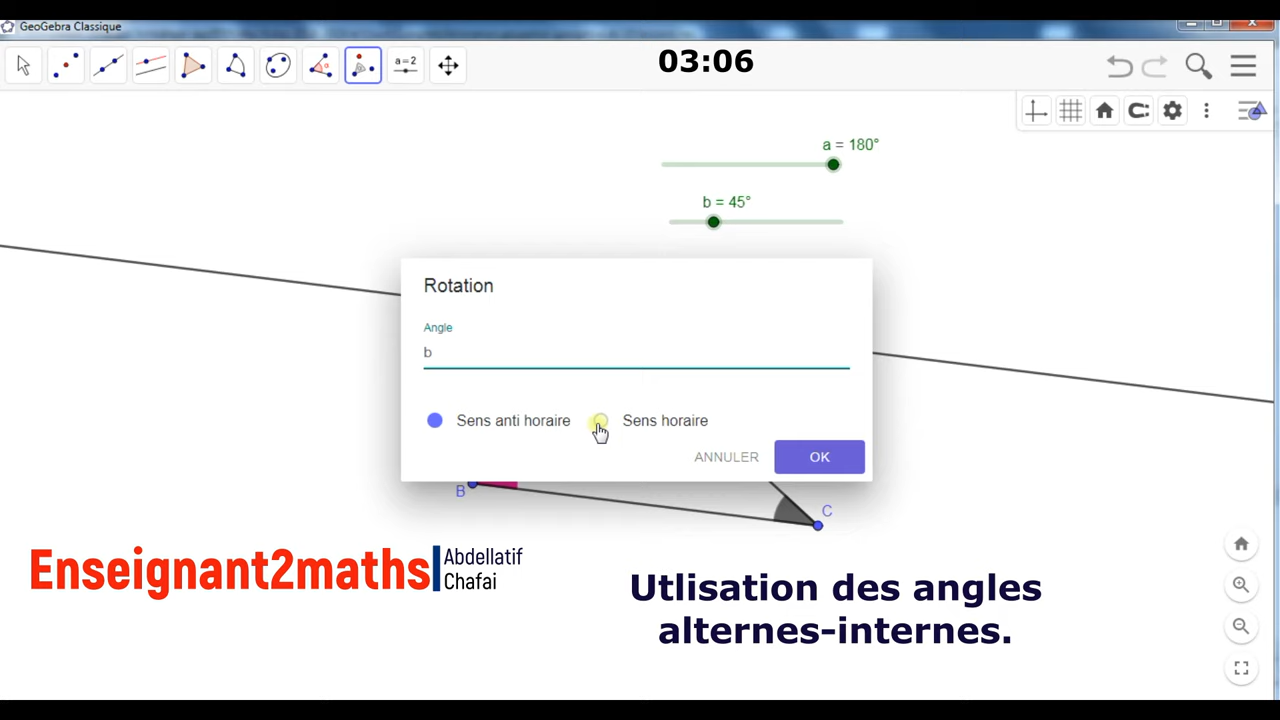 GeoGebra Classique
a=2
03:06
a = 180°
b = 45°
Rotation
Angle
b
Sens anti horaire
Sens horaire
ANNULER
OK
B
C
Enseignant2maths
Abdellatif
Chafai
Utlisation des angles
alternes-internes.